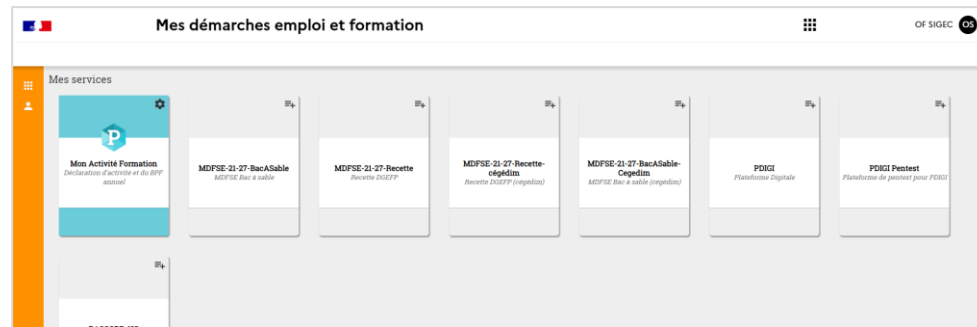 Mes démarches emploi et formation
OF SIGEC
OS
Mes services
P
Mon Activité Formation
Déclaration d'activité et du BPF
annuel
MDFSE-21-27-BacASable
MDFSE Bac à sable
MDFSE-21-27-Recette
Recette DGEFP
MDFSE-21-27-Recette-
cégédim
Recette DGEFP (cegedim)
MDFSE-21-27-BacASable-
Cegedim
MDFSE Bac à sable (cegedim)
PDIGI
Plateforme Digitale
PDIGI Pentest
Plateforme de pentest pour PDIGI